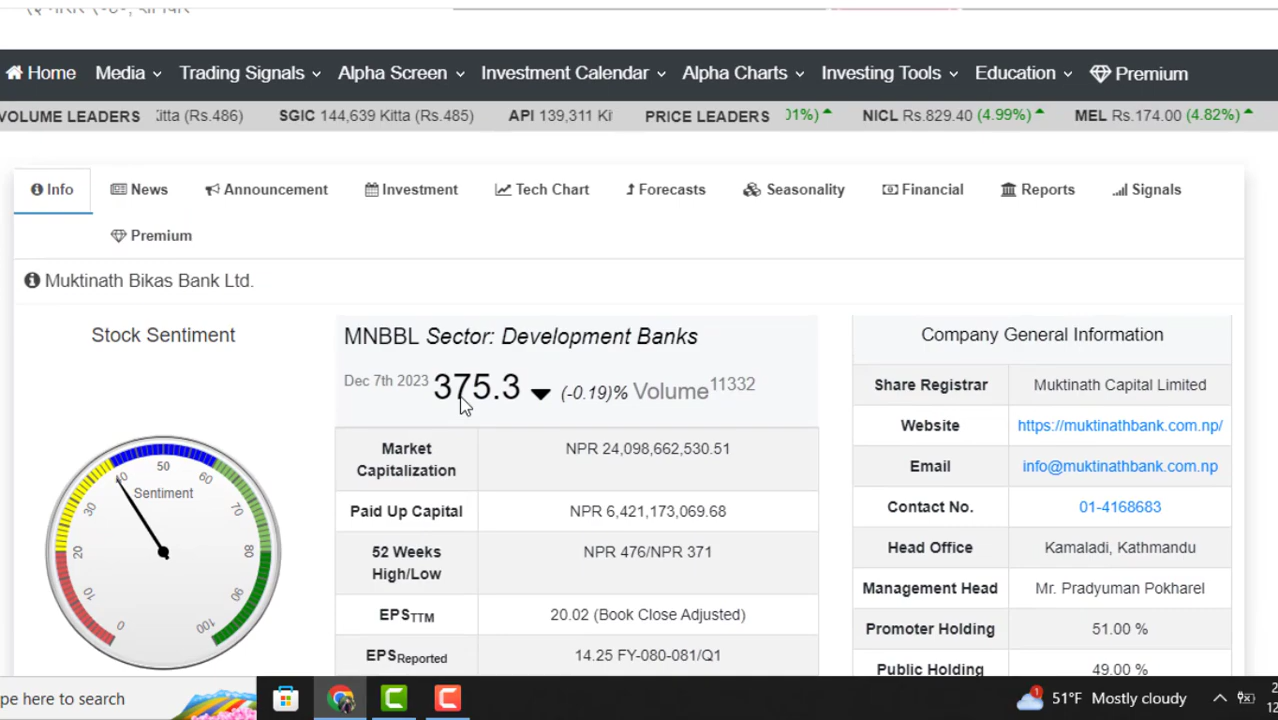 Home Media Trading Signals Alpha Screen Investment Calendar Alpha Charts Investing Tools Education Premium
VOLUME LEADERS (Rs.486) SGIC 144,639 Kitta (Rs.485) API 139,311 PRICE LEADERS NICL Rs.829.40 (4.99%) MEL Rs.174.00 (4.82%)
Info News Announcement Investment Tech Chart Forecasts Seasonality Financial Reports Signals
Premium
Muktinath Bikas Bank Ltd.
Stock Sentiment
0
10
20
30
40
50
60
70
80
90
100
Sentiment
MNBBL Sector: Development Banks
Dec 7th 2023 375.3 (-0.19)% Volume 11332
Market Capitalization NPR 24,098,662,530.51
Paid Up Capital NPR 6,421,173,069.68
52 Weeks High/Low NPR 476/NPR 371
EPSTTM 20.02 (Book Close Adjusted)
EPSReported 14.25 FY-080-081/Q1
Company General Information
Share Registrar Muktinath Capital Limited
Website https://muktinathbank.com.np/
Email info@muktinathbank.com.np
Contact No. 01-4168683
Head Office Kamaladi, Kathmandu
Management Head Mr. Pradyuman Pokharel
Promoter Holding 51.00 %
Public Holding 49.00 %
pe here to search 1 51°F Mostly cloudy